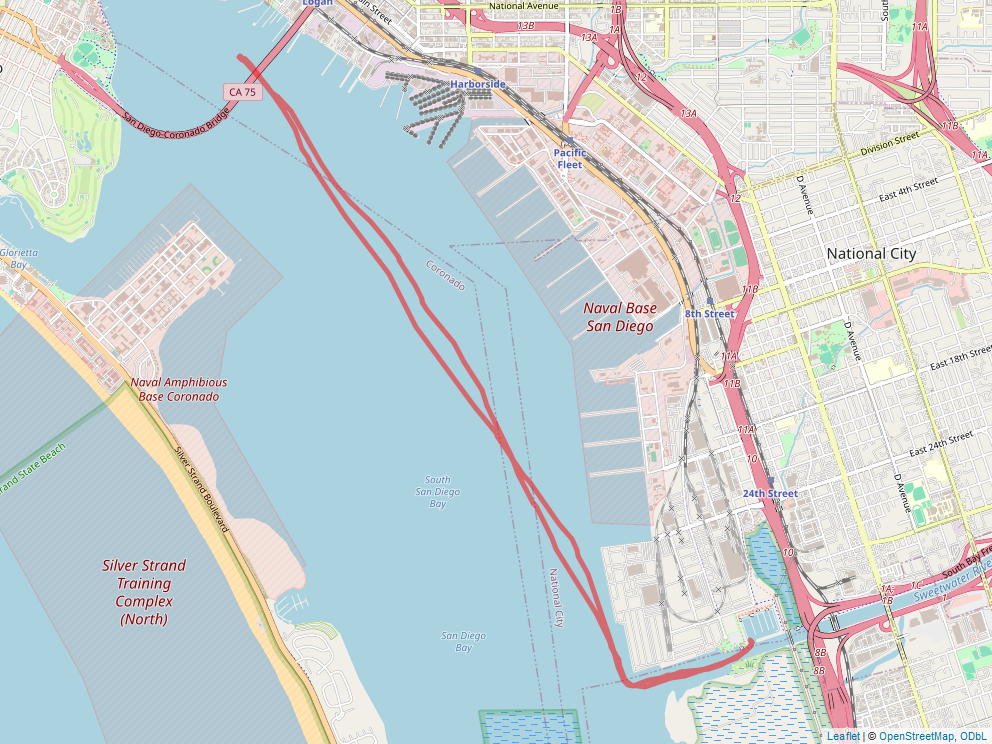 Logan
National Avenue
1B
13B
13A
12
11A
South
CA 75
San Diego-Coronado Bridge
Harborside
13A
11B
Division Street
11A
Pacific
Fleet
D Avenue
East 4th Street
12
Glorietta
Bay
Coronado
National City
11B
Naval Base
San Diego
8th Street
D Avenue
East 18th Street
11A
11B
Naval Amphibious
Base Coronado
11A
10
East 24th Street
Strand State Beach
Silver Strand Boulevard
South
San Diego
Bay
24th Street
D Avenue
10
South Bay Fre
Silver Strand
Training
Complex
(North)
National City
1A
1B
1C
1
Sweetwater River
San Diego
Bay
8B
8B
Leaflet | © OpenStreetMap, ODbL